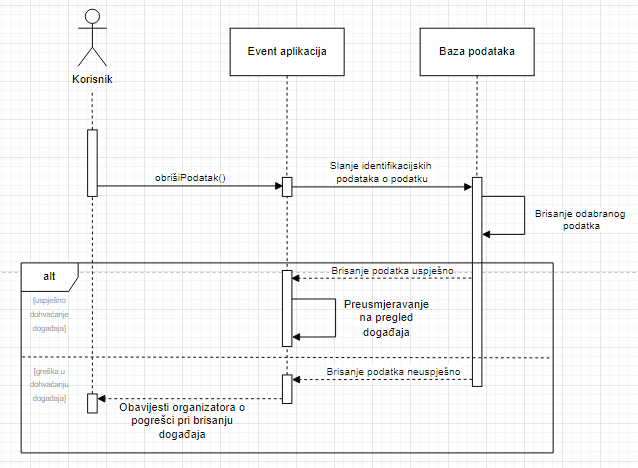 Korisnik
Event aplikacija
Baza podataka
obrišiPodatak()
Slanje identifikacijskih
podataka o podatku
Brisanje odabranog
podatka
alt
[uspješno
dohvaćanje
događaja]
Brisanje podatka uspješno
Preusmjeravanje
na pregled
događaja
[greška u
dohvaćanju
događaja]
Brisanje podatka neuspješno
Obavijesti organizatora o
pogrešci pri brisanju
događaja